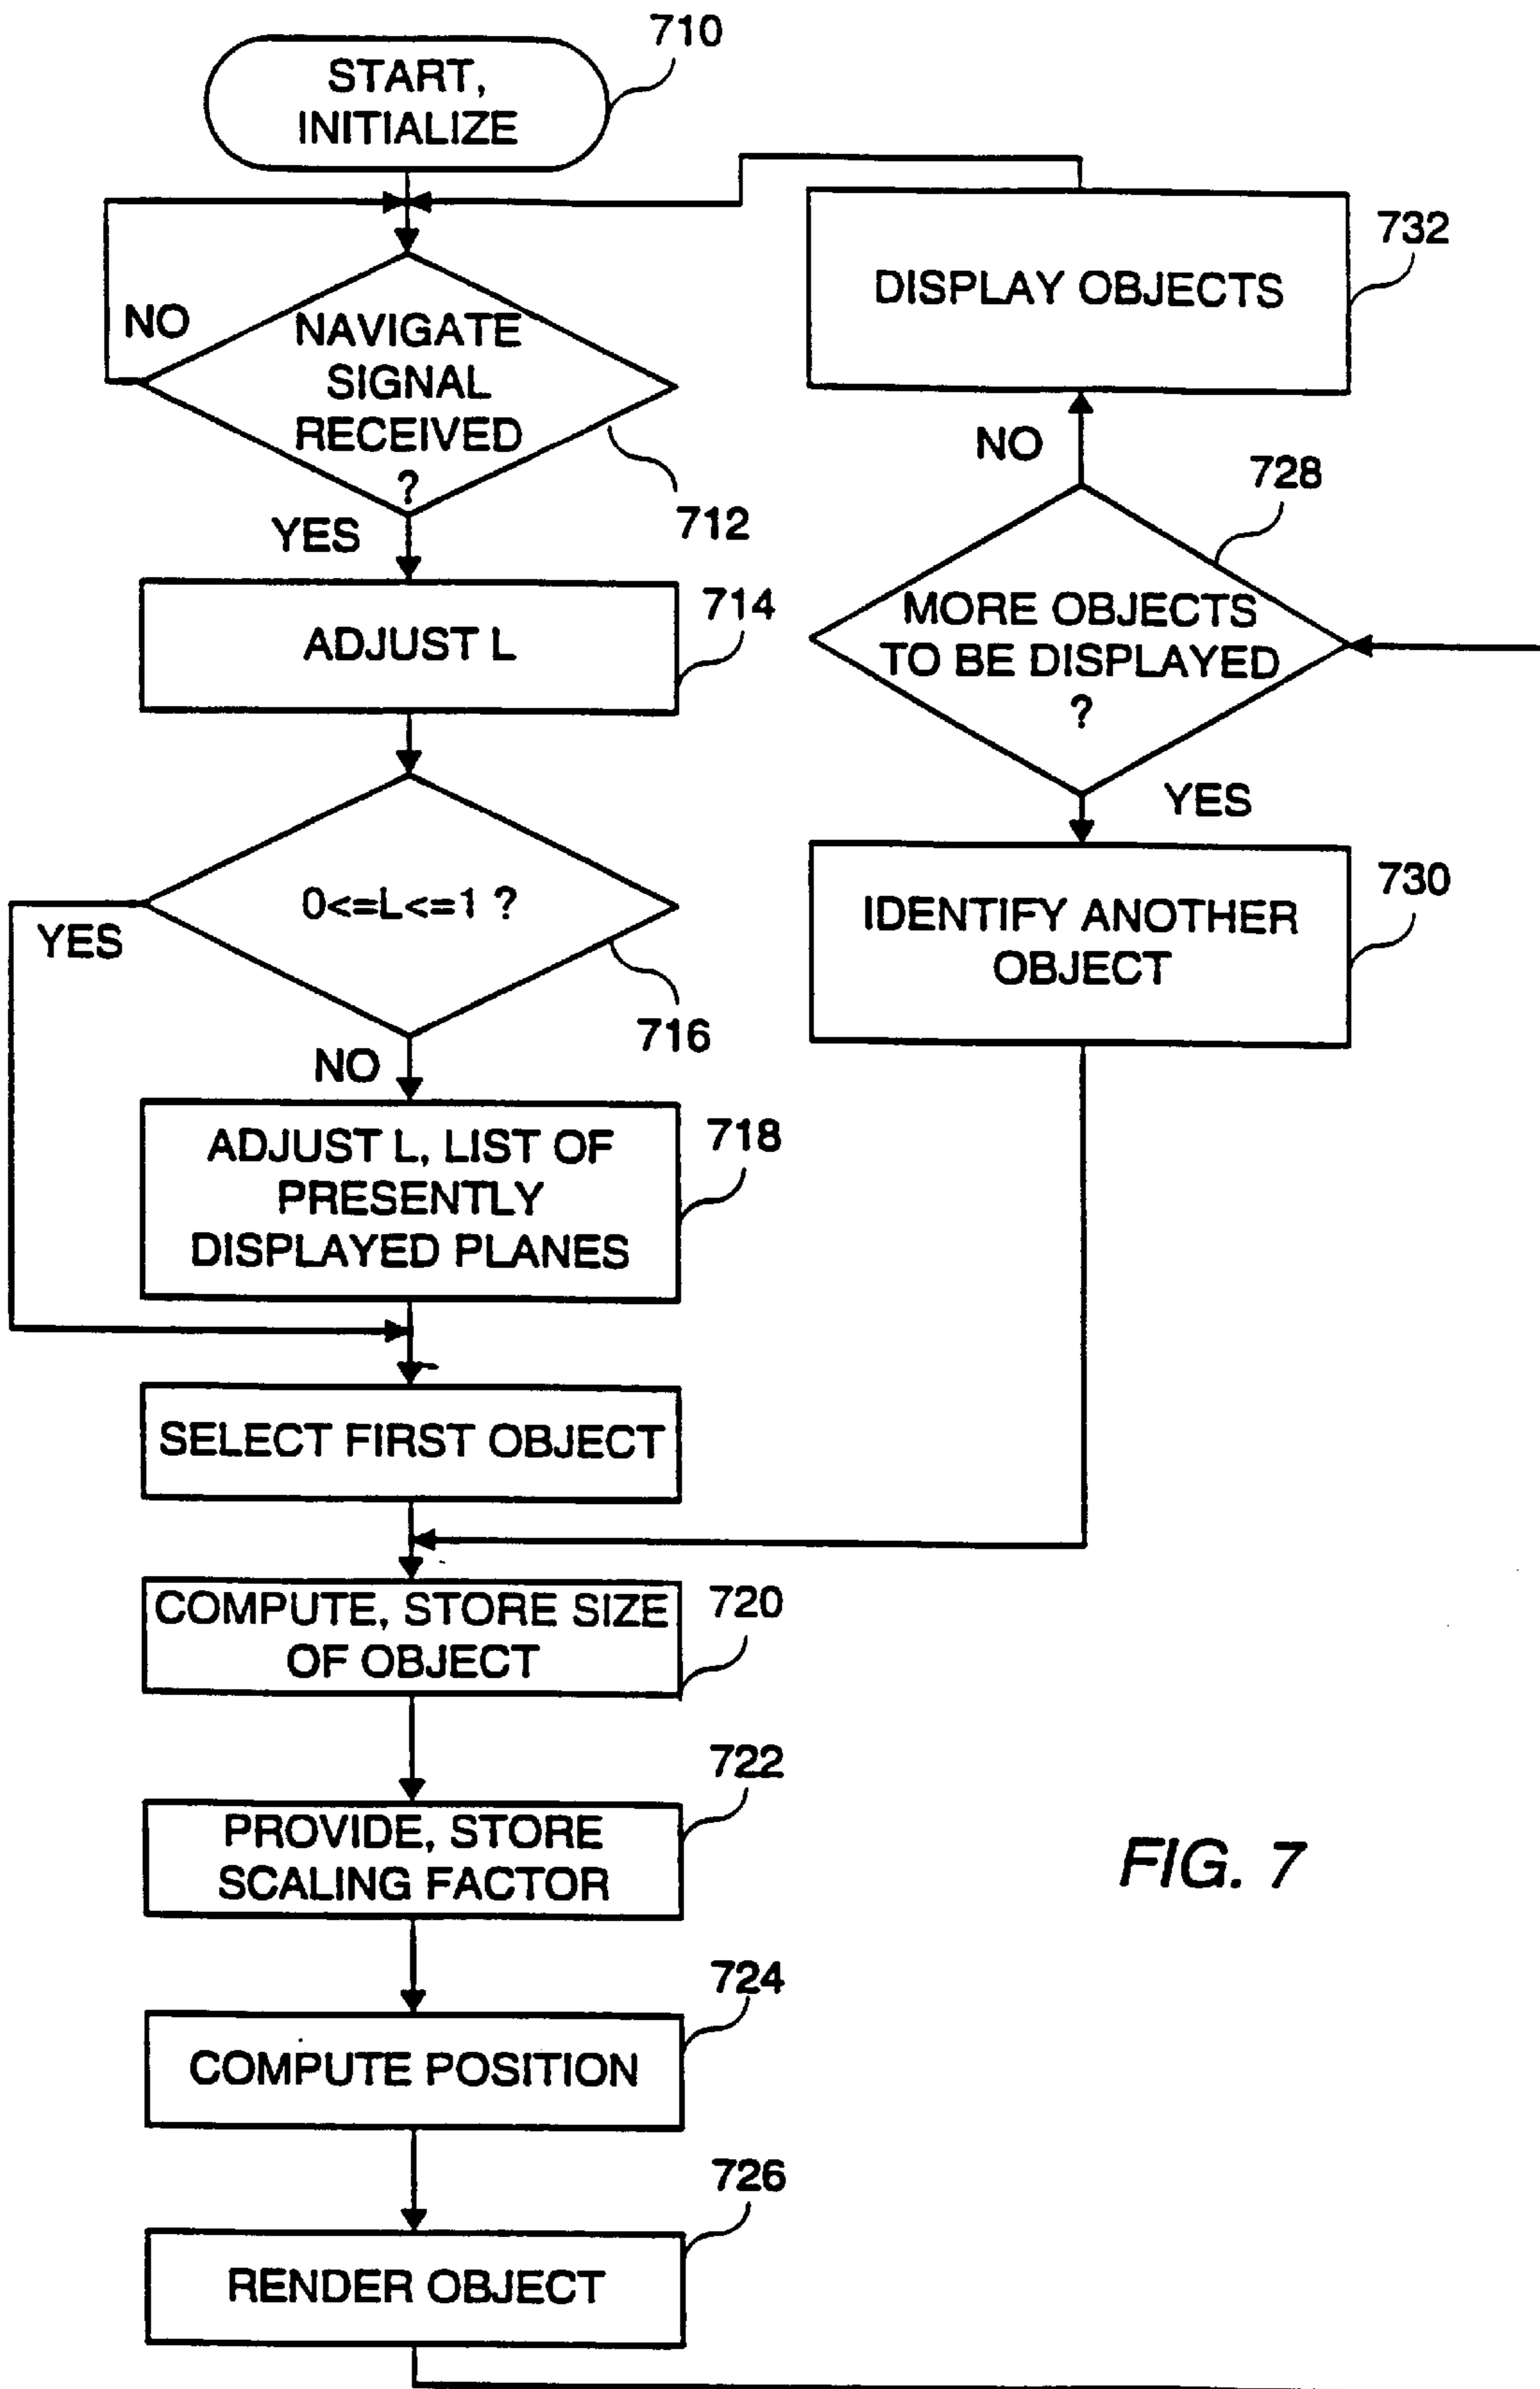 710
START,
INITIALIZE
NO
NAVIGATE
SIGNAL
RECEIVED
?
712
YES
714
ADJUST L
0<=L<=1 ?
YES
716
NO
718
ADJUST L, LIST OF
PRESENTLY
DISPLAYED PLANES
SELECT FIRST OBJECT
720
COMPUTE, STORE SIZE
OF OBJECT
722
PROVIDE, STORE
SCALING FACTOR
724
COMPUTE POSITION
726
RENDER OBJECT
732
DISPLAY OBJECTS
NO
728
MORE OBJECTS
TO BE DISPLAYED
?
YES
730
IDENTIFY ANOTHER
OBJECT
FIG. 7